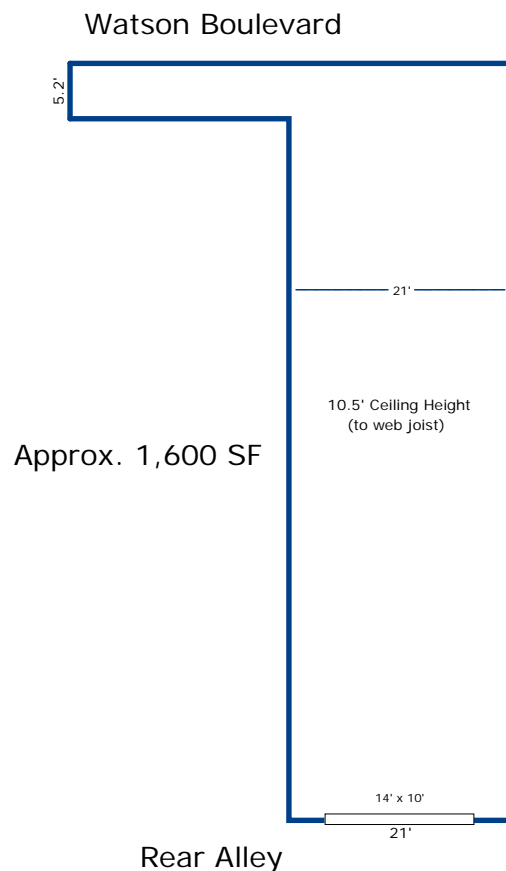 Watson Boulevard
5.2'
21'
10.5' Ceiling Height
(to web joist)
Approx. 1,600 SF
14' x 10'
21'
Rear Alley